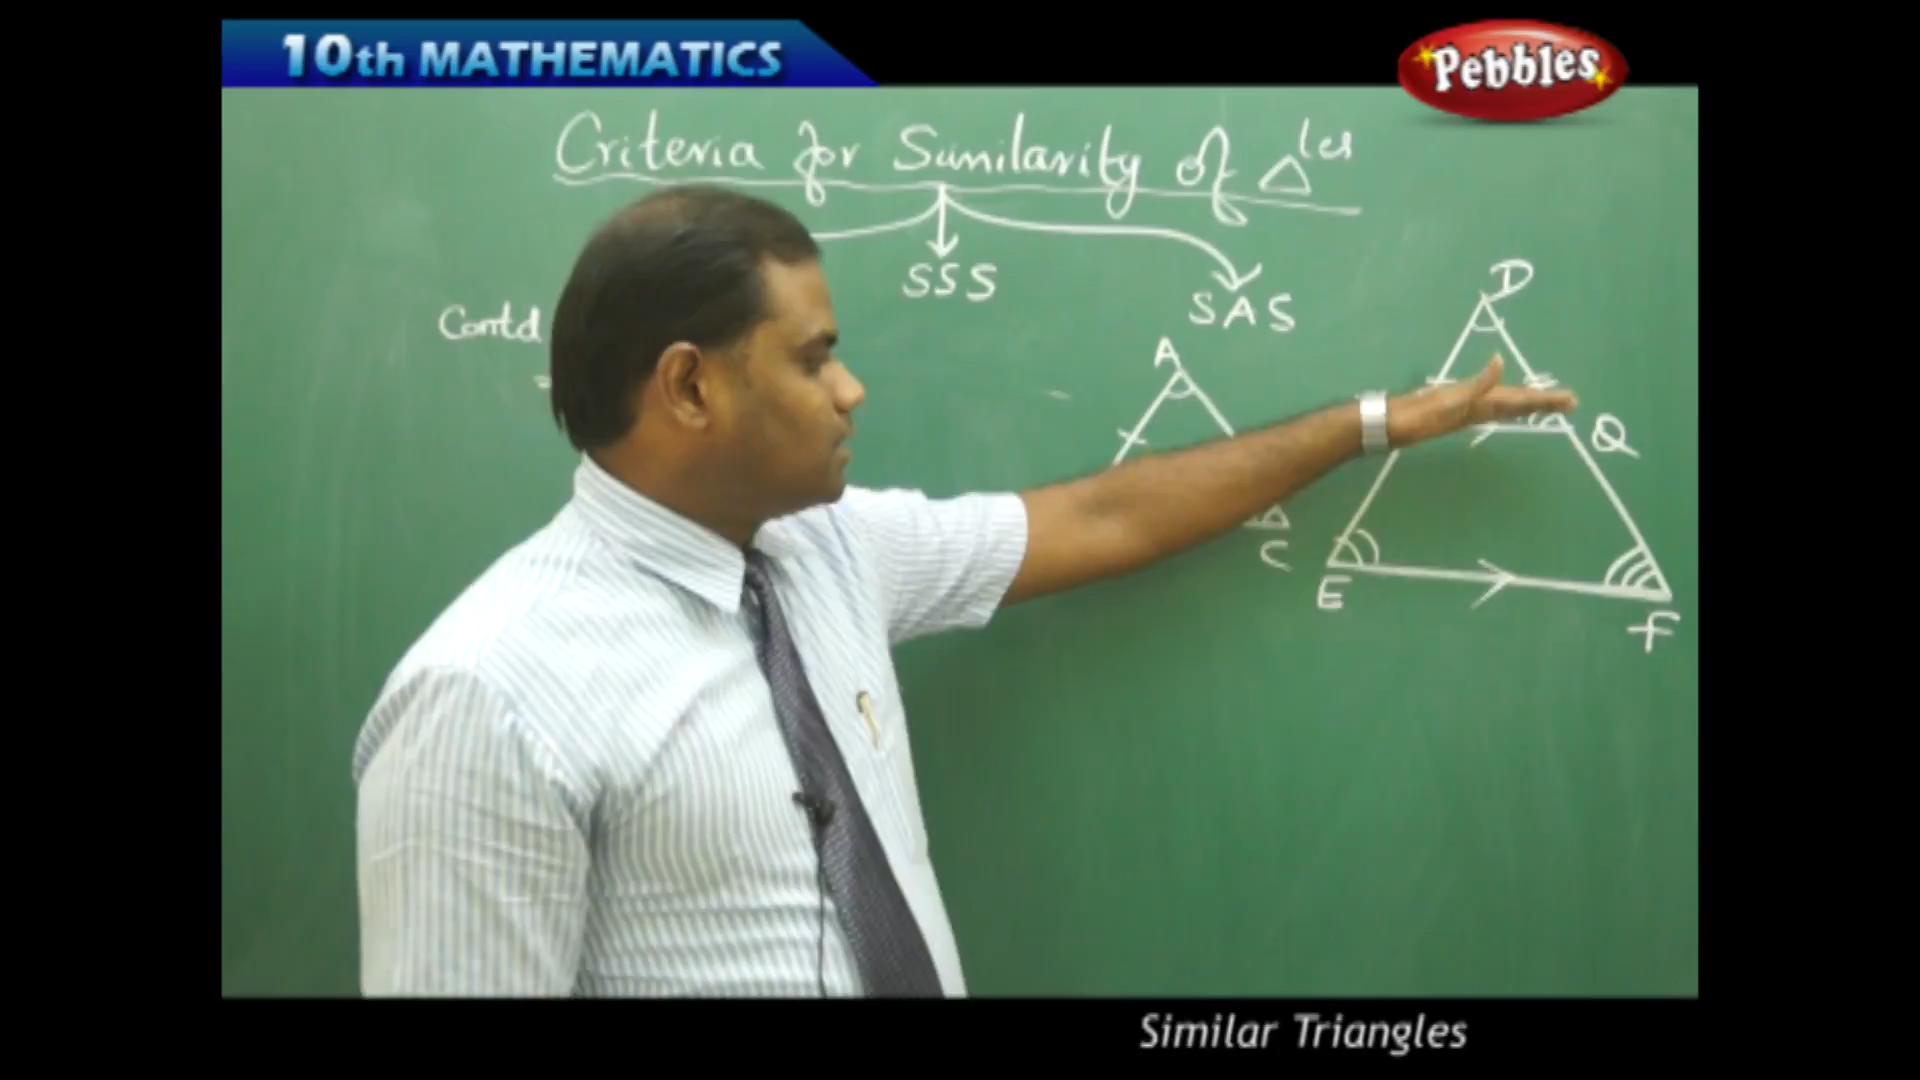 10th MATHEMATICS
Pebbles
Criteria for Similarity of Δles
SSS
SAS
Contd
=
A
C
D
Q
E
F
Similar Triangles